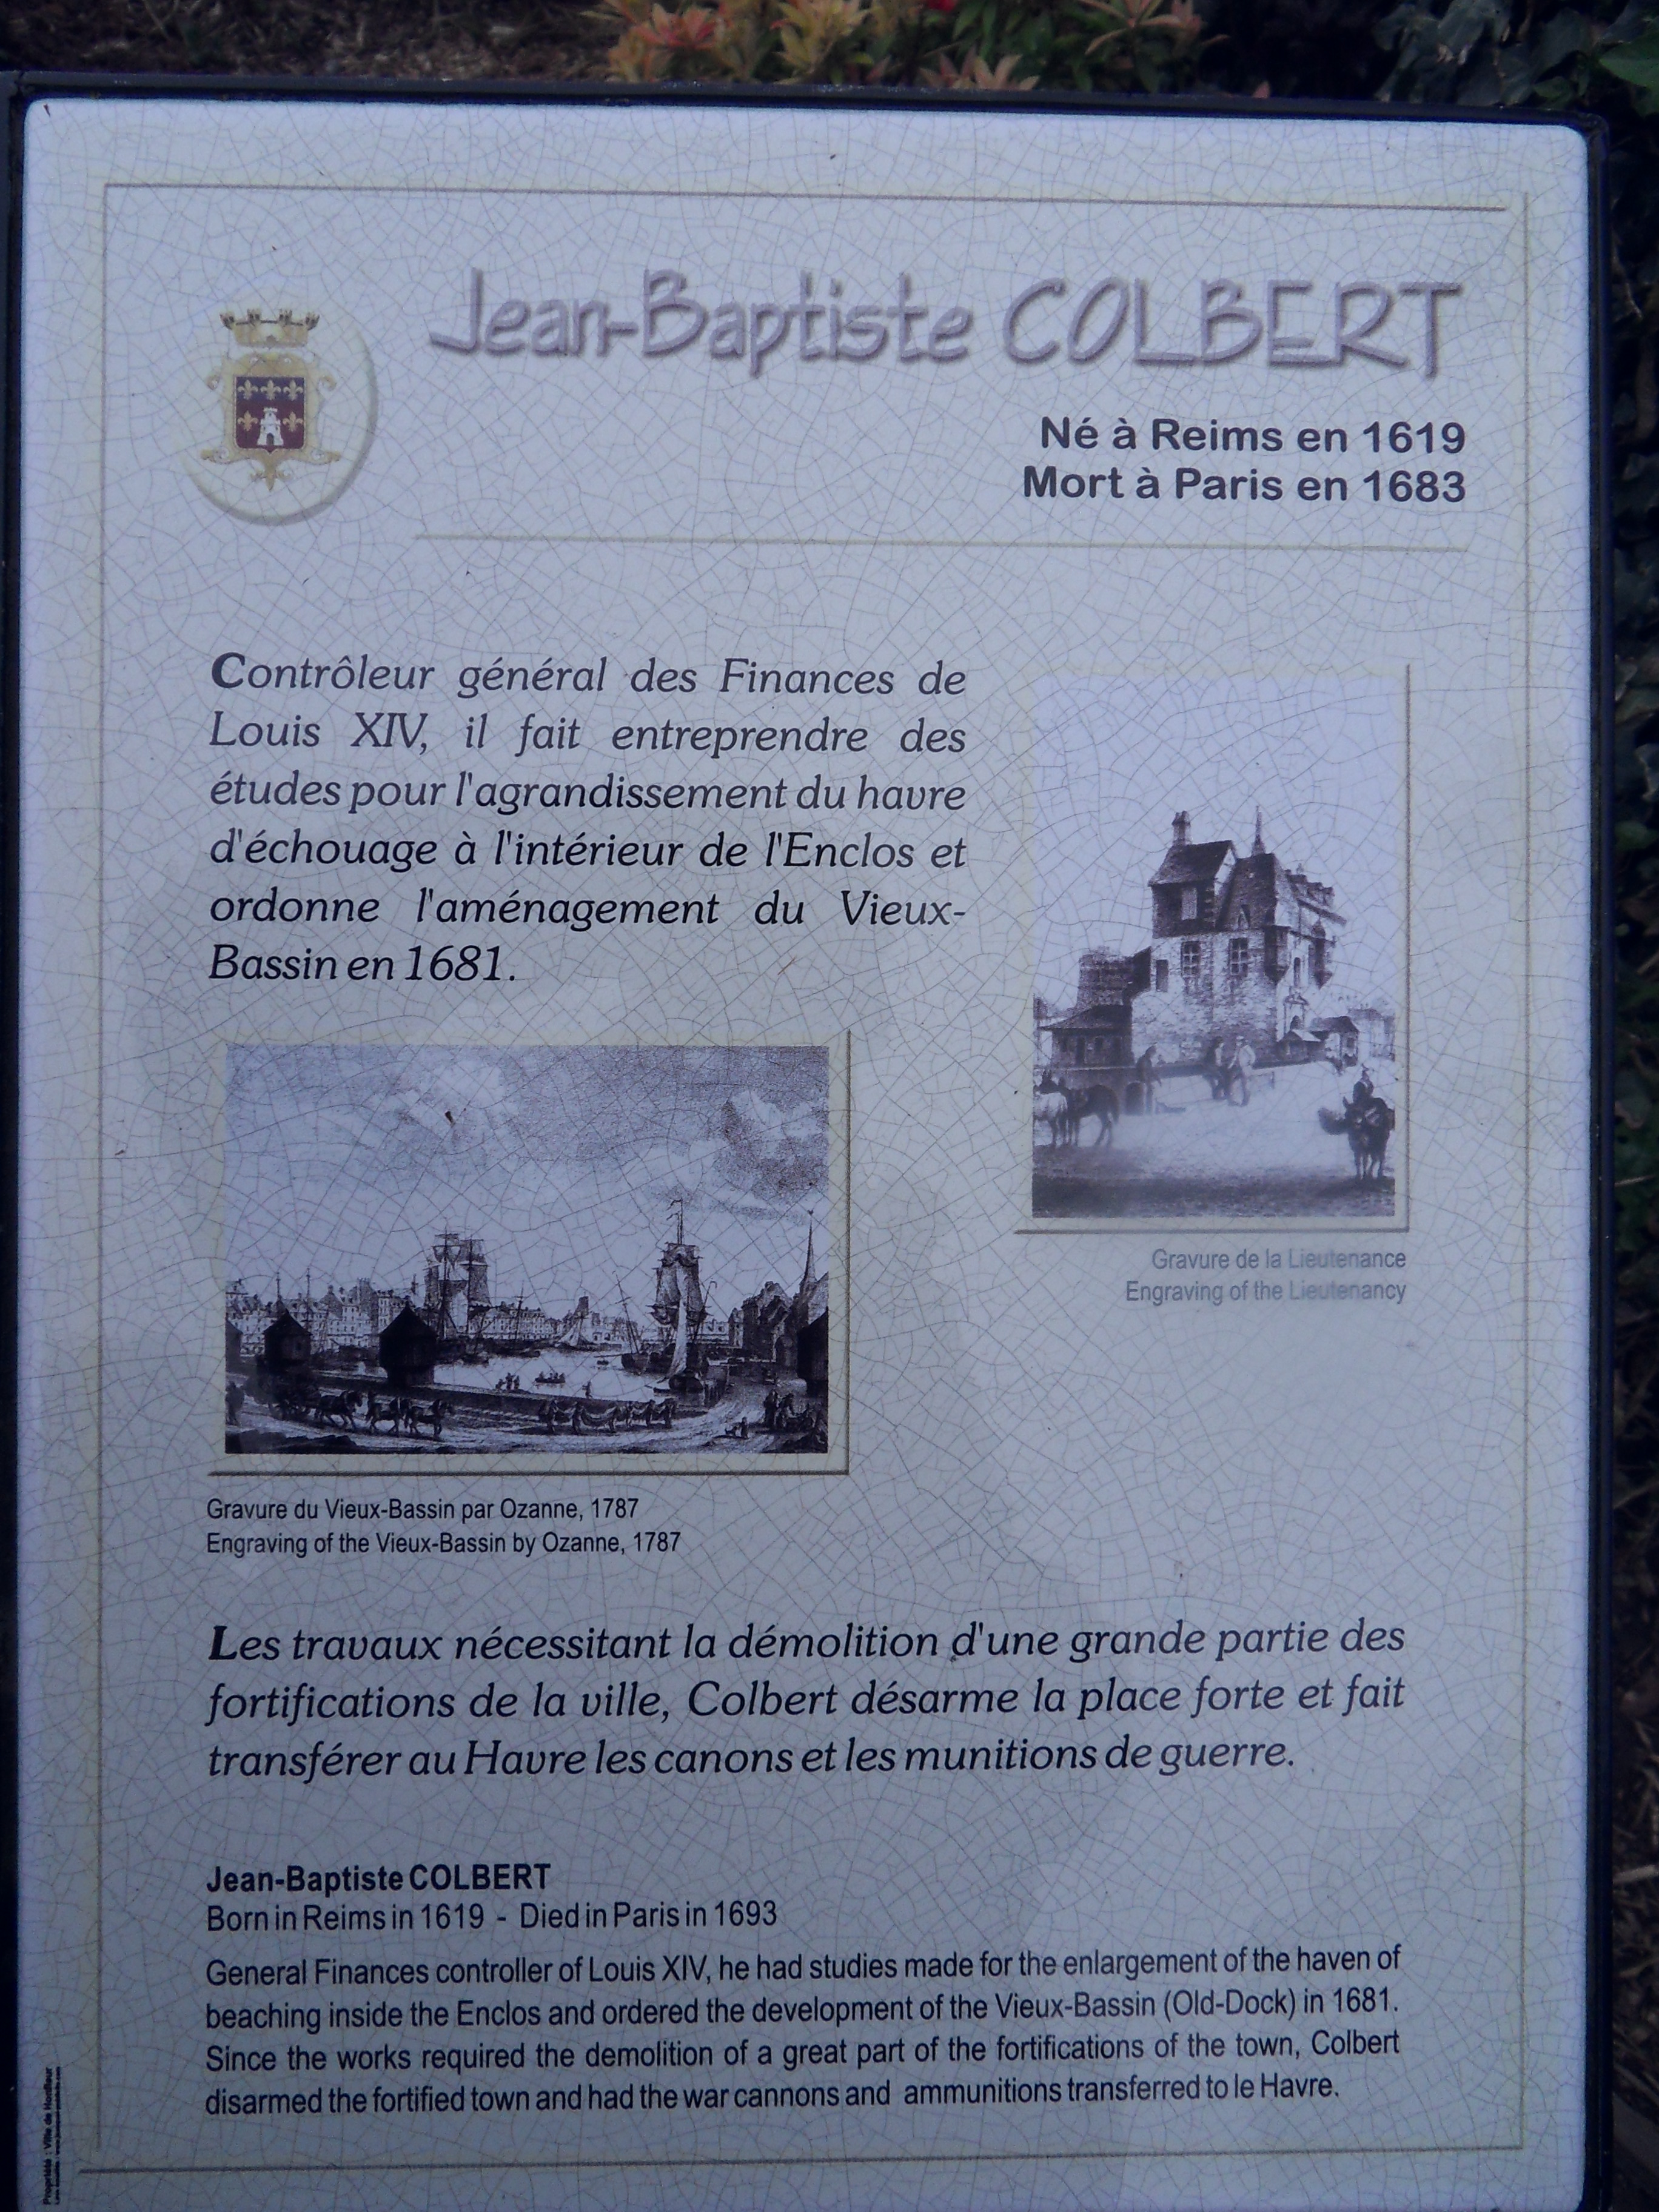 Jean-Baptiste COLBERT
Né à Reims en 1619
Mort à Paris en 1683
Contrôleur général des Finances de
Louis XIV, il fait entreprendre des
études pour l'agrandissement du havre
d'échouage à l'intérieur de l'Enclos et
ordonne l'aménagement du Vieux-
Bassin en 1681.
Gravure de la Lieutenance
Engraving of the Lieutenancy
Gravure du Vieux-Bassin par Ozanne, 1787
Engraving of the Vieux-Bassin by Ozanne, 1787
Les travaux nécessitant la démolition d'une grande partie des
fortifications de la ville, Colbert désarme la place forte et fait
transférer au Havre les canons et les munitions de guerre.
Jean-Baptiste COLBERT
Born in Reims in 1619 - Died in Paris in 1693
General Finances controller of Louis XIV, he had studies made for the enlargement of the haven of
beaching inside the Enclos and ordered the development of the Vieux-Bassin (Old-Dock) in 1681.
Since the works required the demolition of a great part of the fortifications of the town, Colbert
disarmed the fortified town and had the war cannons and ammunitions transferred to le Havre.
Propriété : Ville de Honfleur